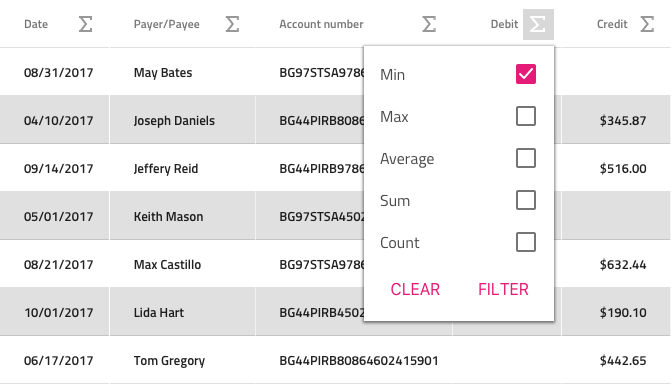 Date Σ Payer/Payee Σ Account number Σ Debit Σ Credit Σ
08/31/2017 May Bates BG97STSA9786
04/10/2017 Joseph Daniels BG44PIRB8086 $345.87
09/14/2017 Jeffery Reid BG44PIRB9786 $516.00
05/01/2017 Keith Mason BG97STSA4502
08/21/2017 Max Castillo BG97STSA9786 $632.44
10/01/2017 Lida Hart BG44PIRB4502 $190.10
06/17/2017 Tom Gregory BG44PIRB80864602415901 $442.65
Min
Max
Average
Sum
Count
CLEAR FILTER